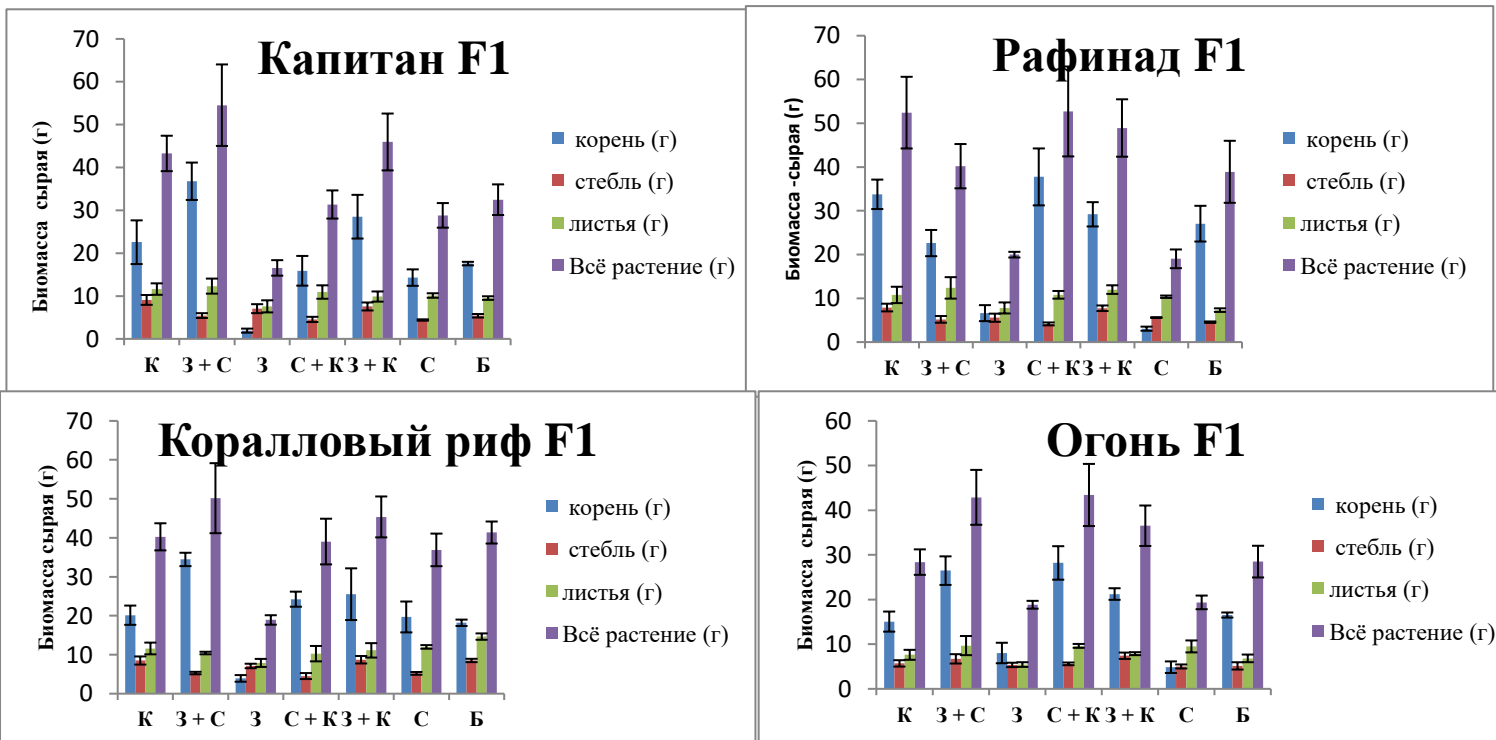 Капитан F1
Биомасса сырая (г)
70
60
50
40
30
20
10
0
К З + С З С + К З + К С Б
корень (г)
стебль (г)
листья (г)
Всё растение (г)
Рафинад F1
Биомасса -сырая (г)
70
60
50
40
30
20
10
0
К З + С З С + К З + К С Б
корень (г)
стебль (г)
листья (г)
Всё растение (г)
Коралловый риф F1
Биомасса сырая (г)
70
60
50
40
30
20
10
0
К З + С З С + К З + К С Б
корень (г)
стебль (г)
листья (г)
Всё растение (г)
Огонь F1
Биомасса сырая (г)
60
50
40
30
20
10
0
К З + С З С + К З + К С Б
корень (г)
стебль (г)
листья (г)
Всё растение (г)